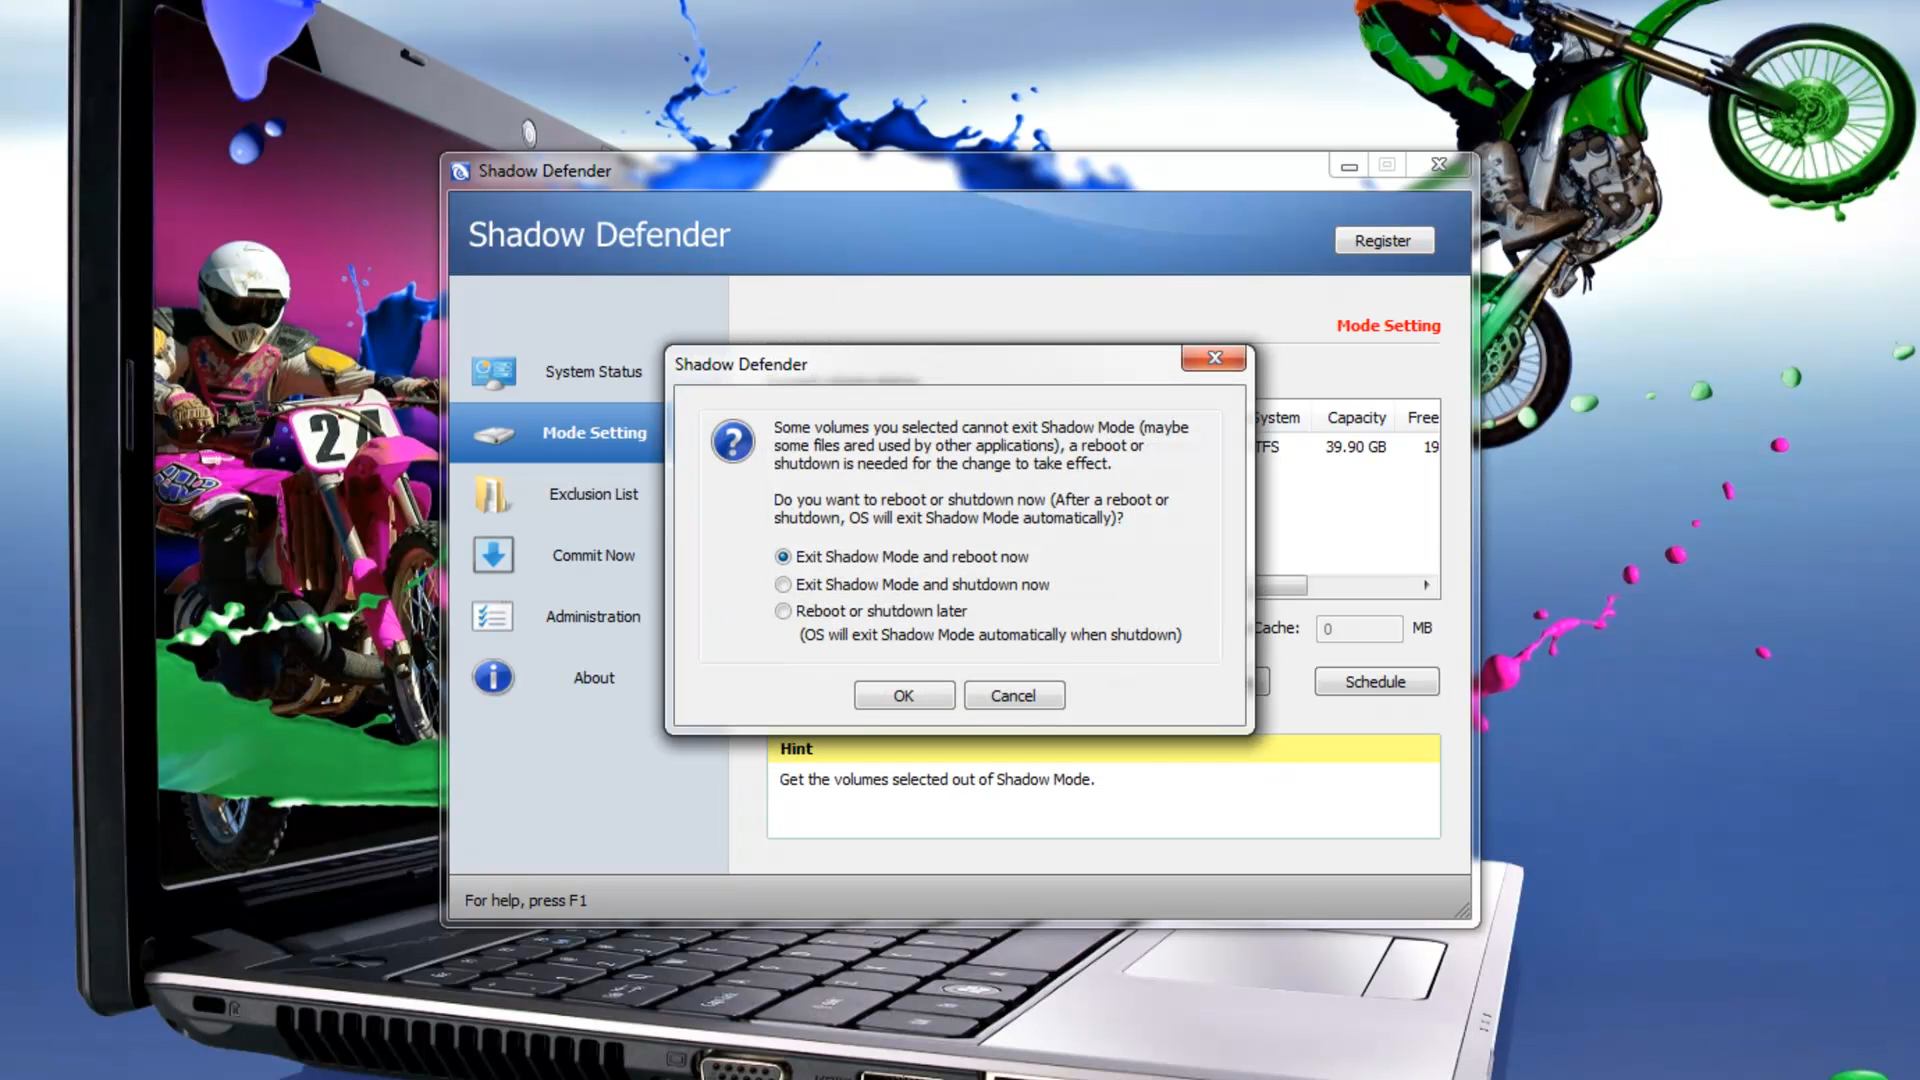 Shadow Defender
Shadow Defender
Register
Mode Setting
System Status
Mode Setting
Exclusion List
Commit Now
Administration
About
Shadow Defender
Some volumes you selected cannot exit Shadow Mode (maybe
some files ared used by other applications), a reboot or
shutdown is needed for the change to take effect.
Do you want to reboot or shutdown now (After a reboot or
shutdown, OS will exit Shadow Mode automatically)?
Exit Shadow Mode and reboot now
Exit Shadow Mode and shutdown now
Reboot or shutdown later
(OS will exit Shadow Mode automatically when shutdown)
OK
Cancel
System Capacity Free
TFS 39.90 GB 19
Cache: 0 MB
Schedule
Hint
Get the volumes selected out of Shadow Mode.
For help, press F1
24